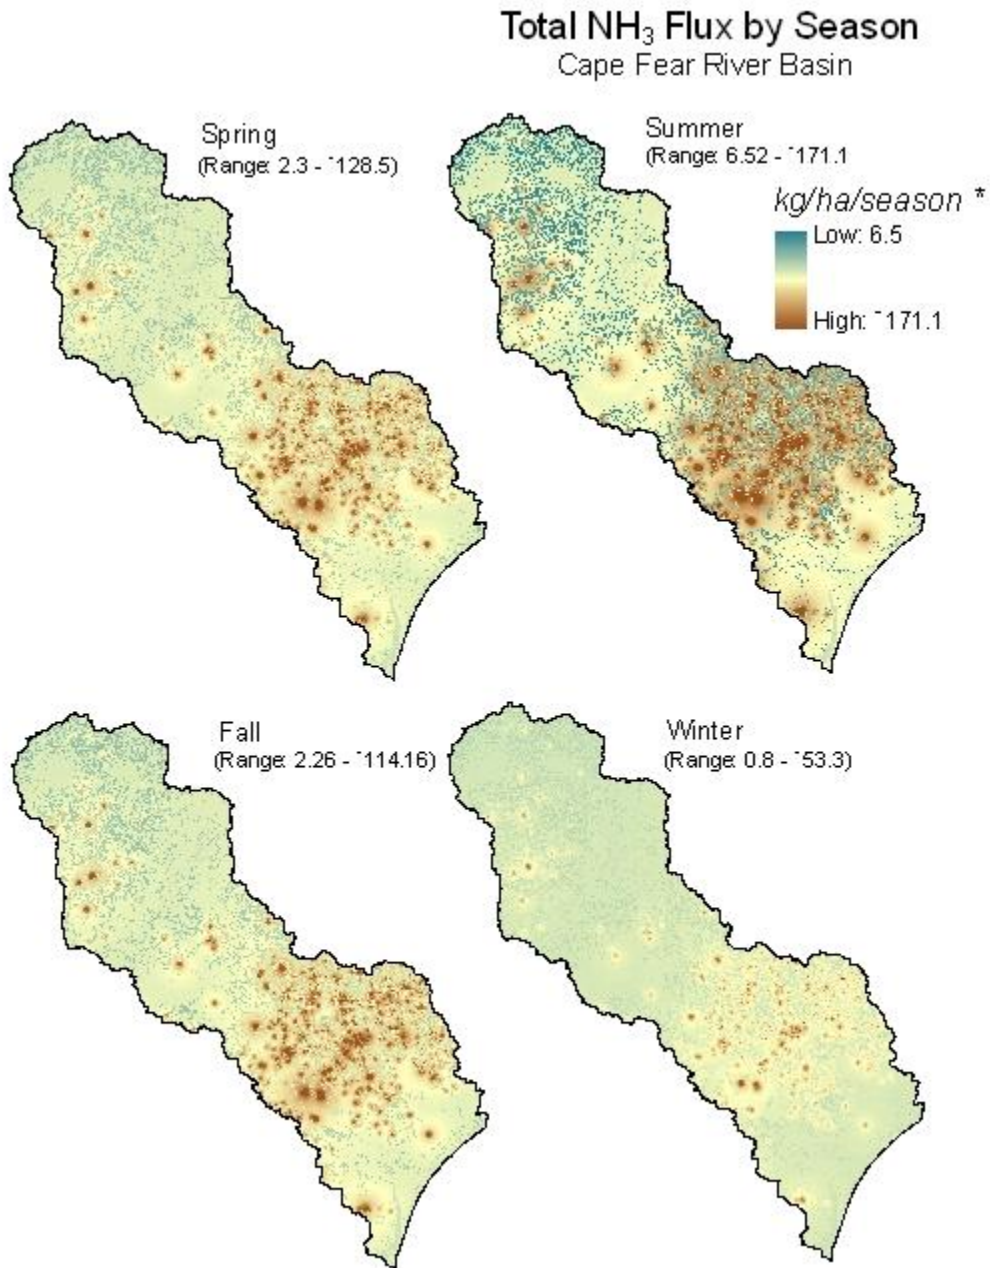 Total NH₃ Flux by Season
Cape Fear River Basin
Spring
(Range: 2.3 - ~128.5)
Summer
(Range: 6.52 - ~171.1
kg/ha/season *
Low: 6.5
High: ~171.1
Fall
(Range: 2.26 - ~114.16)
Winter
(Range: 0.8 - ~53.3)